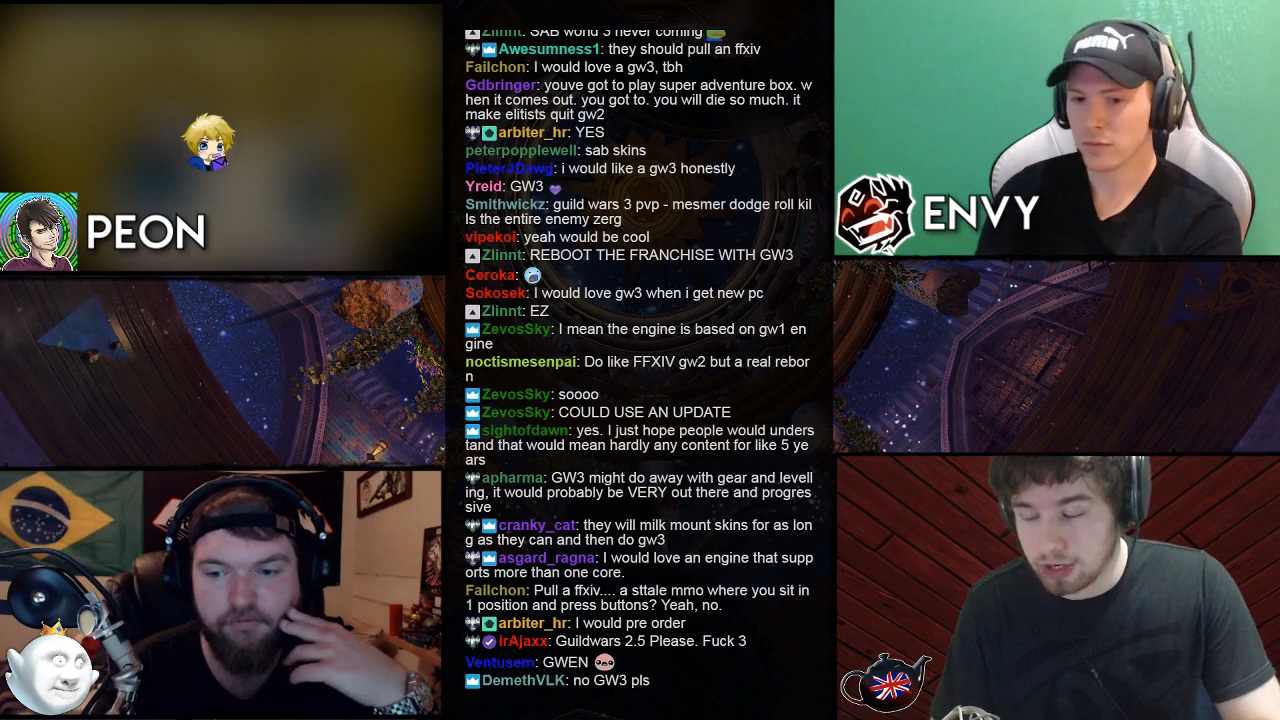 Zlinnt: SAB world 3 never coming
Awesumness1: they should pull an ffxiv
Failchon: I would love a gw3, tbh
Gdbringer: youve got to play super adventure box. w
hen it comes out. you got to. you will die so much. it
make elitists quit gw2
arbiter_hr: YES
peterpopplewell: sab skins
PieterJDawg: i would like a gw3 honestly
Yreid: GW3
Smlthwickz: guild wars 3 pvp - mesmer dodge roll kil
ls the entire enemy zerg
vipekoi: yeah would be cool
Zlinnt: REBOOT THE FRANCHISE WITH GW3
Ceroka:
Sokosek: I would love gw3 when i get new pc
Zlinnt: EZ
ZevosSky: I mean the engine is based on gw1 en
gine
noctismesenpai: Do like FFXIV gw2 but a real rebor
n
ZevosSky: soooo
ZevosSky: COULD USE AN UPDATE
sightofdawn: yes. I just hope people would unders
tand that would mean hardly any content for like 5 ye
ars
apharma: GW3 might do away with gear and levell
ing, it would probably be VERY out there and progres
sive
cranky_cat: they will milk mount skins for as lon
g as they can and then do gw3
asgard_ragna: I would love an engine that supp
orts more than one core.
Failchon: Pull a ffxiv.... a sttale mmo where you sit in
1 position and press buttons? Yeah, no.
arbiter_hr: I would pre order
irAjaxx: Guildwars 2.5 Please. Fuck 3
Ventusem: GWEN
DemethVLK: no GW3 pls
PEON
PUMA
ENVY